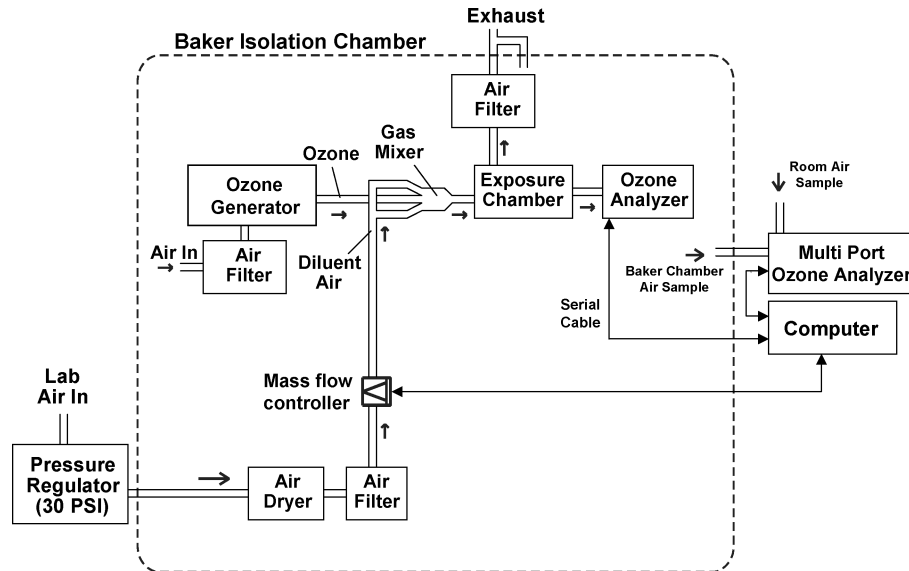 Exhaust
Baker Isolation Chamber
Air
Filter
Gas
Mixer
Ozone
Ozone
Generator
Exposure
Chamber
Ozone
Analyzer
Room Air
Sample
Air In
Air
Filter
Diluent
Air
Baker Chamber
Air Sample
Multi Port
Ozone Analyzer
Serial
Cable
Computer
Mass flow
controller
Lab
Air In
Pressure
Regulator
(30 PSI)
Air
Dryer
Air
Filter